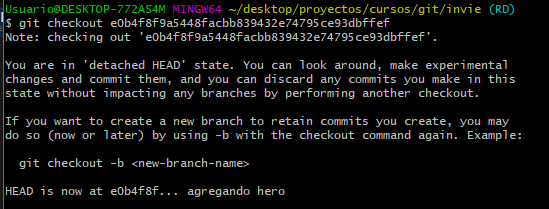 Usuario@DESKTOP-772AS4M MINGW64 ~/desktop/proyectos/cursos/git/invie (RD)
$ git checkout e0b4f8f9a5448facbb839432e74795ce93dbffef
Note: checking out 'e0b4f8f9a5448facbb839432e74795ce93dbffef'.
You are in 'detached HEAD' state. You can look around, make experimental
changes and commit them, and you can discard any commits you make in this
state without impacting any branches by performing another checkout.
If you want to create a new branch to retain commits you create, you may
do so (now or later) by using -b with the checkout command again. Example:
git checkout -b <new-branch-name>
HEAD is now at e0b4f8f... agregando hero